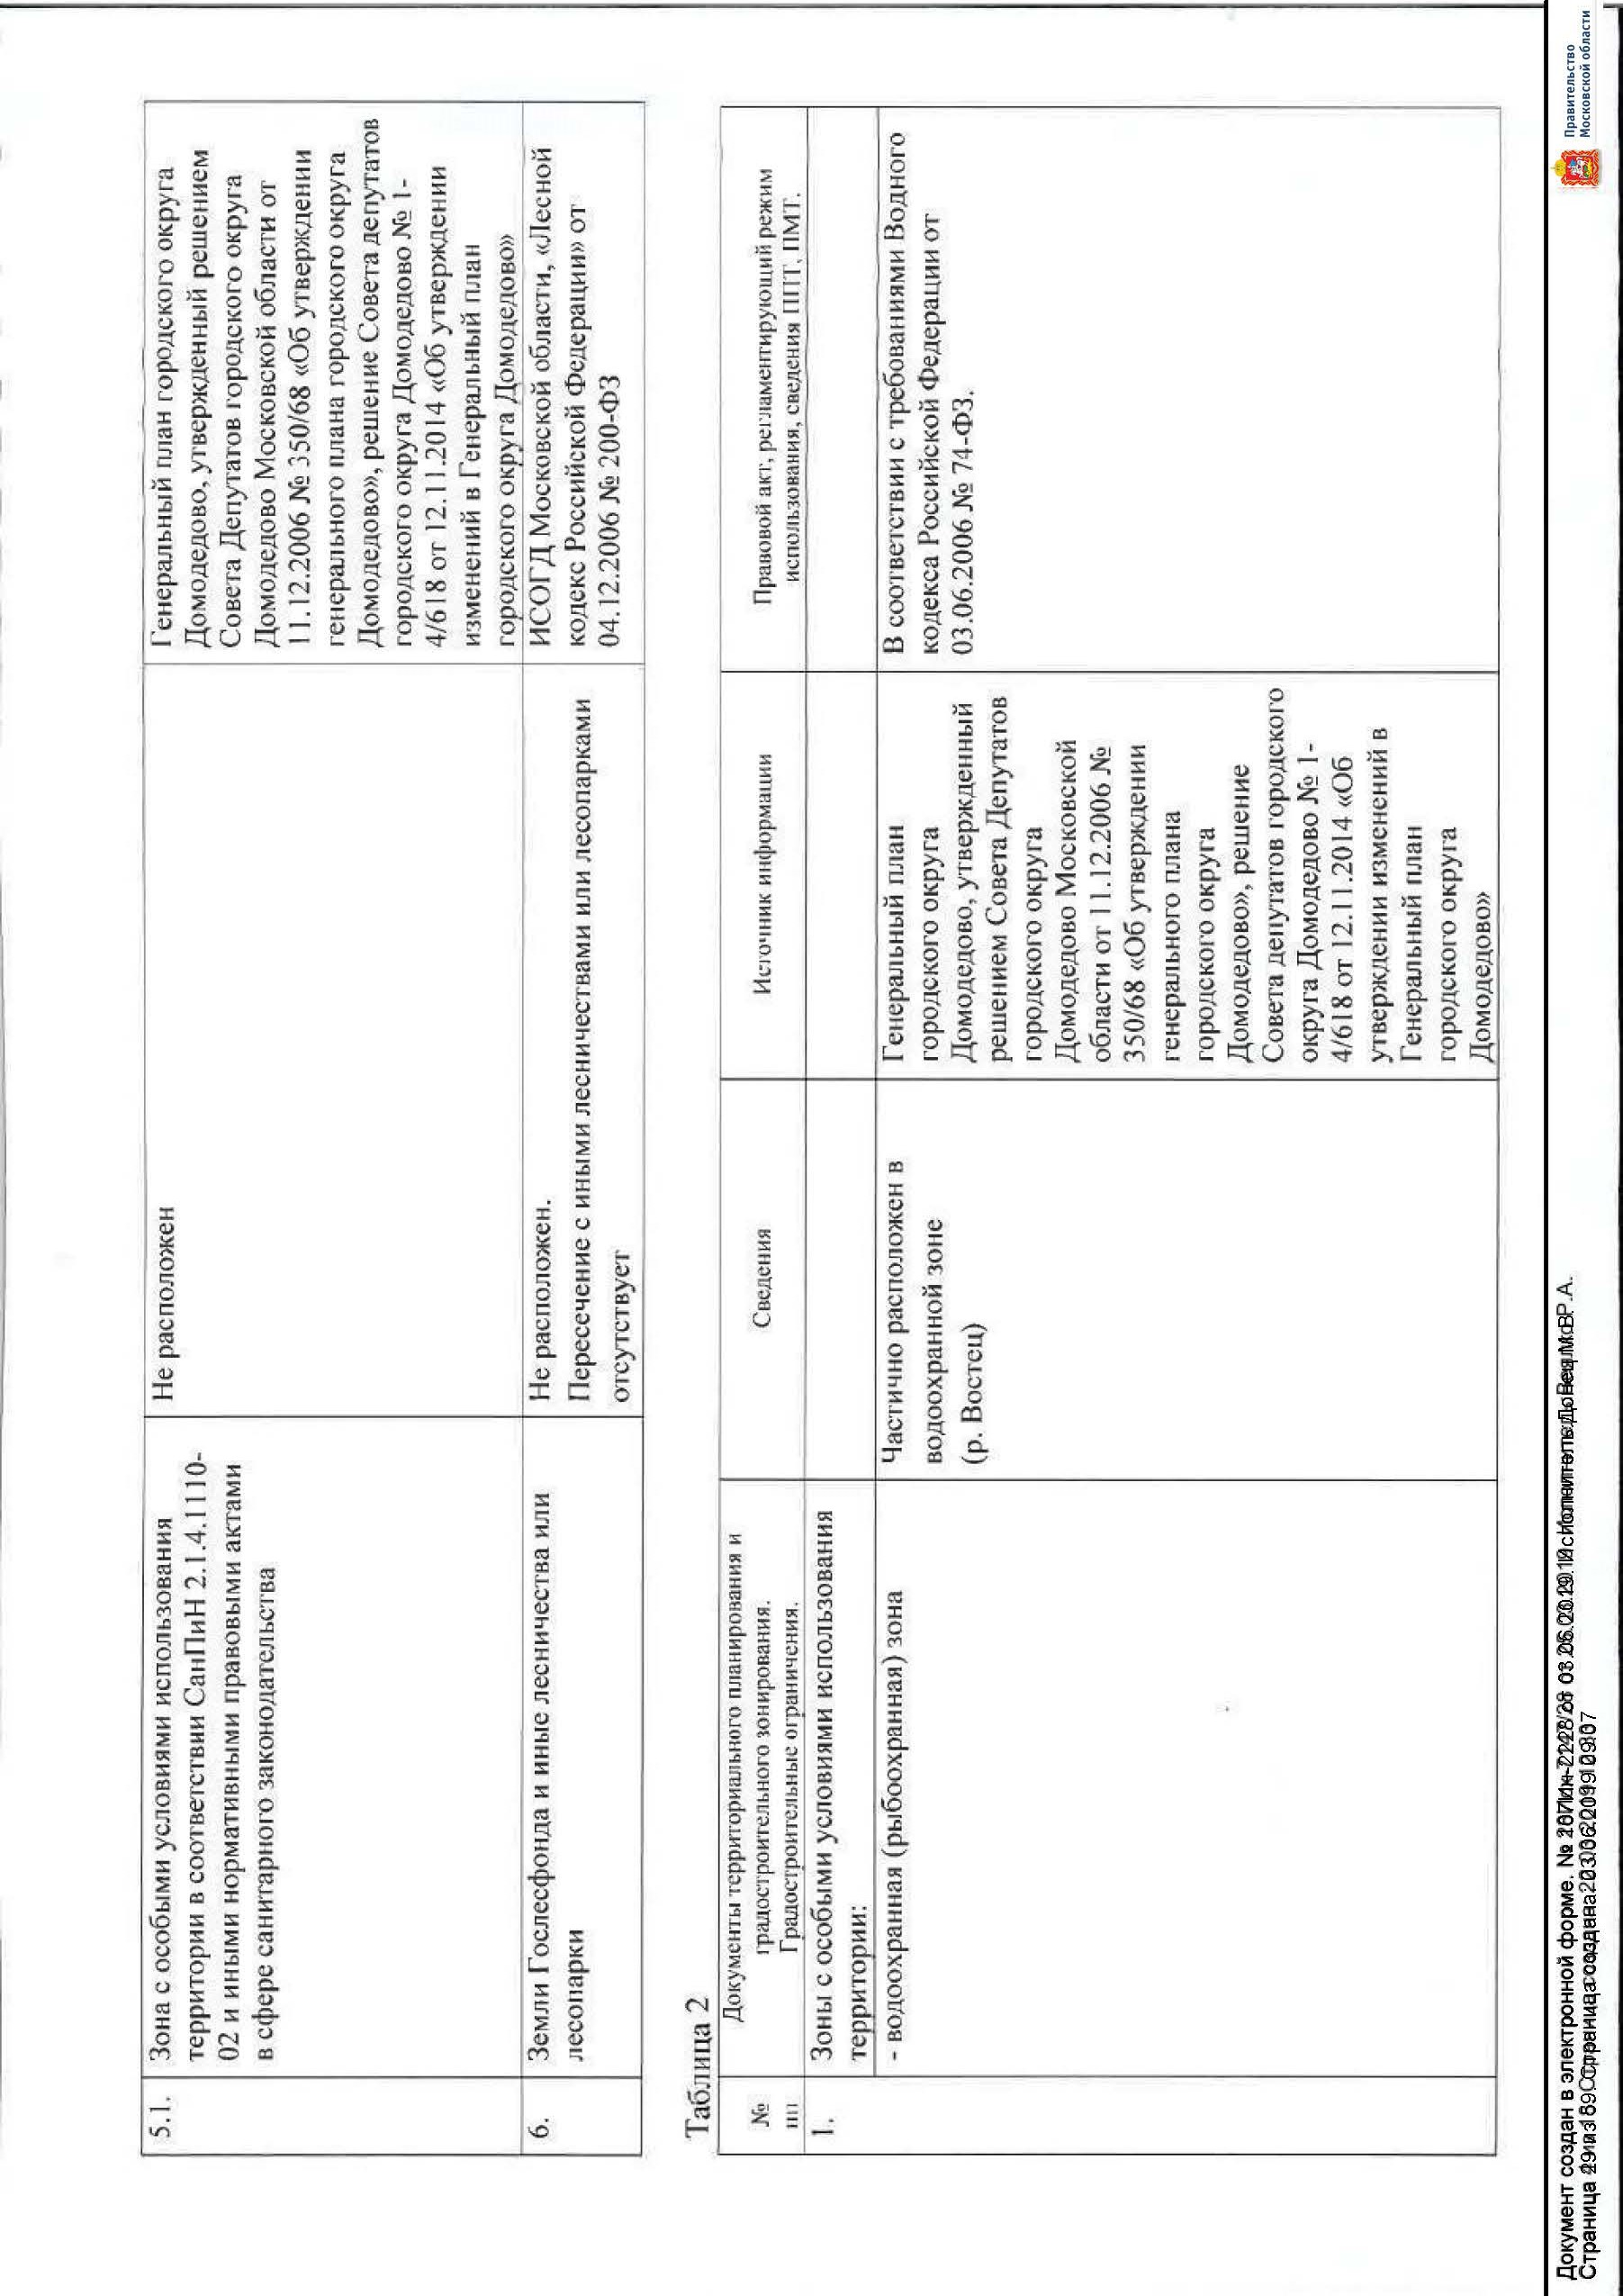 5.1.
Зона с особыми условиями использования
территории в соответствии СанПиН 2.1.4.1110-
02 и иными нормативными правовыми актами
в сфере санитарного законодательства
Не расположен
Генеральный план городского округа
Домодедово, утвержденный решением
Совета Депутатов городского округа
Домодедово Московской области от
11.12.2006 № 350/68 «Об утверждении
генерального плана городского округа
Домодедово», решение Совета депутатов
городского округа Домодедово № 1-
4/618 от 12.11.2014 «Об утверждении
изменений в Генеральный план
городского округа Домодедово»
6.
Земли Гослесфонда и иные лесничества или
лесопарки
Не расположен.
Пересечение с иными лесничествами или лесопарками
отсутствует
ИСОГД Московской области, «Лесной
кодекс Российской Федерации» от
04.12.2006 № 200-ФЗ
Таблица 2
№
пп
Документы территориального планирования и
градостроительного зонирования.
Градостроительные ограничения.
Сведения
Источник информации
Правовой акт, регламентирующий режим
использования, сведения ППТ, ПМТ.
1.
Зоны с особыми условиями использования
территории:
- водоохранная (рыбоохранная) зона
Частично расположен в
водоохранной зоне
(р. Востец)
Генеральный план
городского округа
Домодедово, утвержденный
решением Совета Депутатов
городского округа
Домодедово Московской
области от 11.12.2006 №
350/68 «Об утверждении
генерального плана
городского округа
Домодедово», решение
Совета депутатов городского
округа Домодедово № 1-
4/618 от 12.11.2014 «Об
утверждении изменений в
Генеральный план
городского округа
Домодедово»
В соответствии с требованиями Водного
кодекса Российской Федерации от
03.06.2006 № 74-ФЗ.
Документ создан в электронной форме. №
Страница
Правительство
Московской области